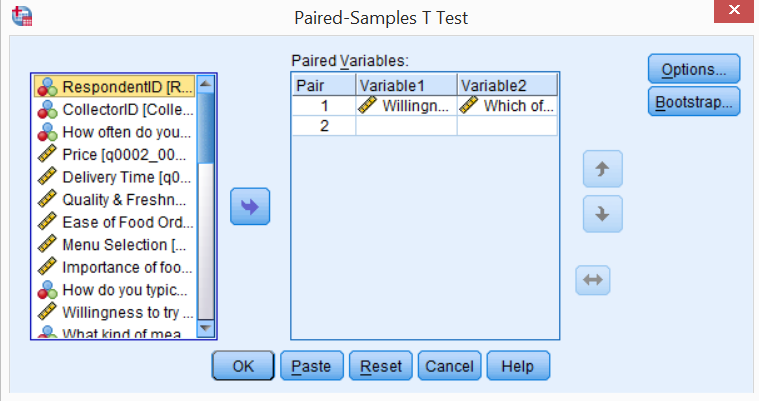 Paired-Samples T Test
Paired Variables:
RespondentID [R...
CollectorID [Colle...
How often do you...
Price [q0002_00...
Delivery Time [q0...
Quality & Freshn...
Ease of Food Ord...
Menu Selection [...
Importance of foo...
How do you typic...
Willingness to try ...
What kind of mea...
Pair Variable1 Variable2
1 Willingn... Which of...
2
Options...
Bootstrap...
OK Paste Reset Cancel Help